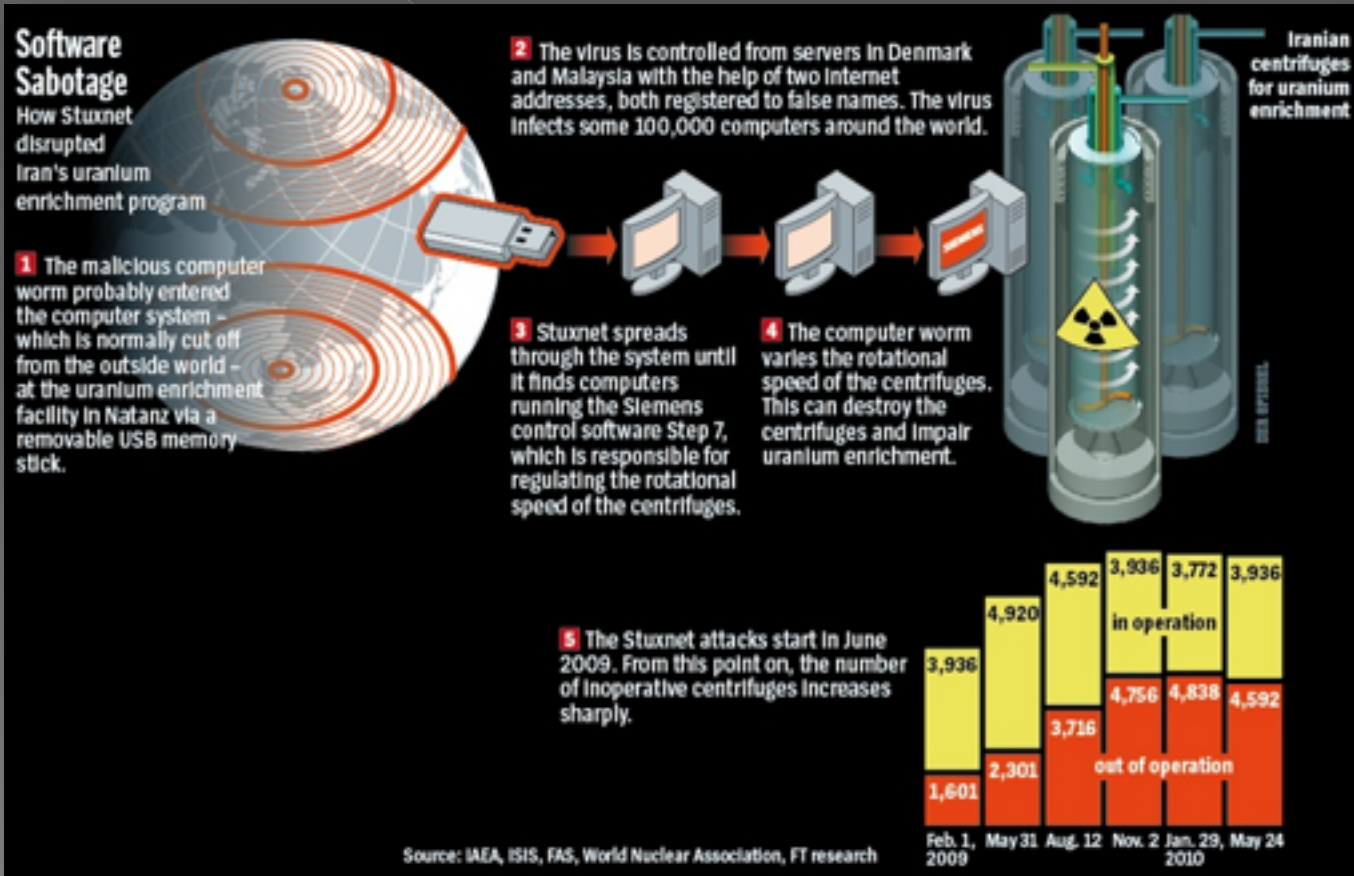 Software
Sabotage
How Stuxnet
disrupted
Iran's uranium
enrichment program
1 The malicious computer
worm probably entered
the computer system –
which is normally cut off
from the outside world –
at the uranium enrichment
facility in Natanz via a
removable USB memory
stick.
2 The virus is controlled from servers in Denmark
and Malaysia with the help of two Internet
addresses, both registered to false names. The virus
infects some 100,000 computers around the world.
Iranian
centrifuges
for uranium
enrichment
SIEMENS
3 Stuxnet spreads
through the system until
it finds computers
running the Siemens
control software Step 7,
which is responsible for
regulating the rotational
speed of the centrifuges.
4 The computer worm
varies the rotational
speed of the centrifuges.
This can destroy the
centrifuges and impair
uranium enrichment.
DER SPIEGEL
5 The Stuxnet attacks start in June
2009. From this point on, the number
of inoperative centrifuges increases
sharply.
3,936 4,920 4,592 3,936 3,772 3,936
in operation
1,601 2,301 3,716 4,756 4,838 4,592
out of operation
Feb. 1, 2009 May 31 Aug. 12 Nov. 2 Jan. 29, 2010 May 24
Source: IAEA, ISIS, FAS, World Nuclear Association, FT research